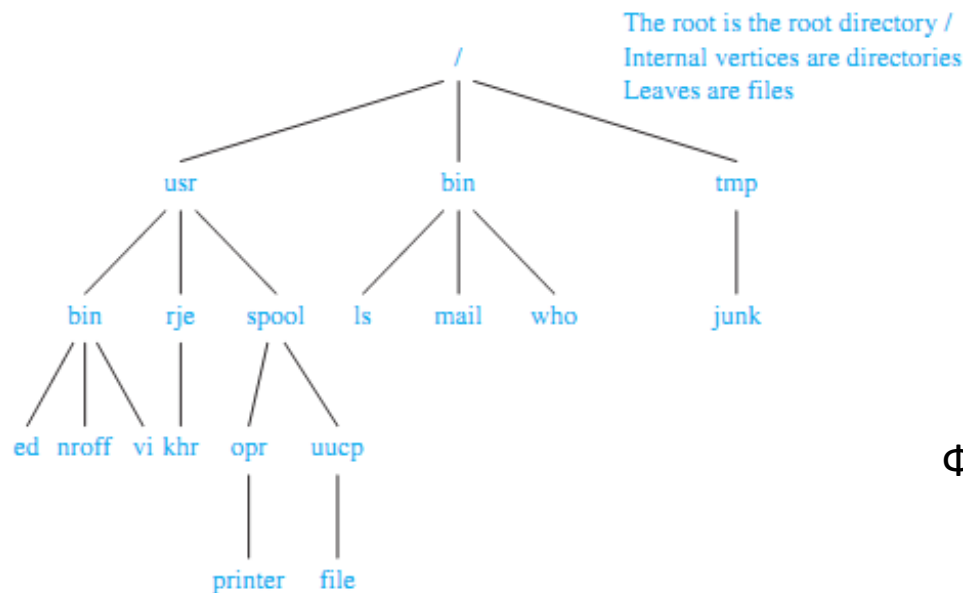 The root is the root directory /
/
Internal vertices are directories
Leaves are files
usr bin tmp
bin rje spool ls mail who junk
ed nroff vi khr opr uucp
Ф
printer file